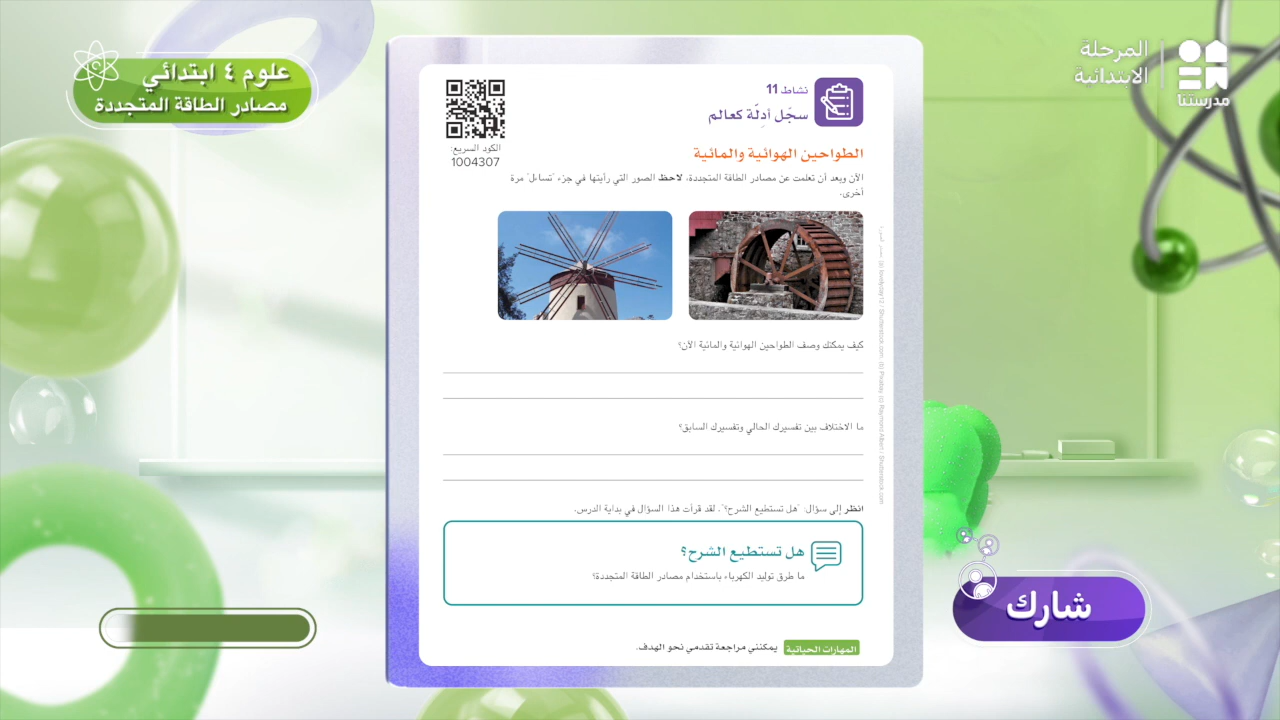 المرحلة
الابتدائية
مدرستنا
علوم ٤ ابتدائي
مصادر الطاقة المتجددة
نشاط 11
سجّل أدلّة كعالم
الكود السريع:
1004307
الطواحين الهوائية والمائية
الآن وبعد أن تعلمت عن مصادر الطاقة المتجددة، لاحظ الصور التي رأيتها في جزء "تساءل" مرة
أخرى.
كيف يمكنك وصف الطواحين الهوائية والمائية الآن؟
ما الاختلاف بين تفسيرك الحالي وتفسيرك السابق؟
انظر إلى سؤال: "هل تستطيع الشرح؟". لقد قرأت هذا السؤال في بداية الدرس.
هل تستطيع الشرح؟
ما طرق توليد الكهرباء باستخدام مصادر الطاقة المتجددة؟
المهارات الحياتية يمكنني مراجعة تقدمي نحو الهدف.
شارك